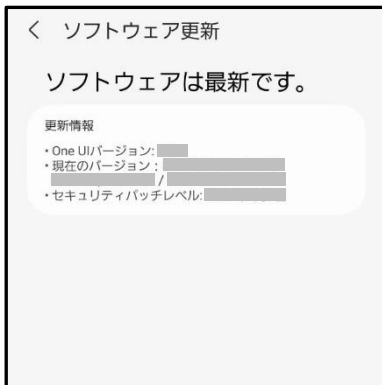 く ソフトウェア更新
ソフトウェアは最新です。
更新情報
・One UIバージョン:
・現在のバージョン :
/
・セキュリティパッチレベル: